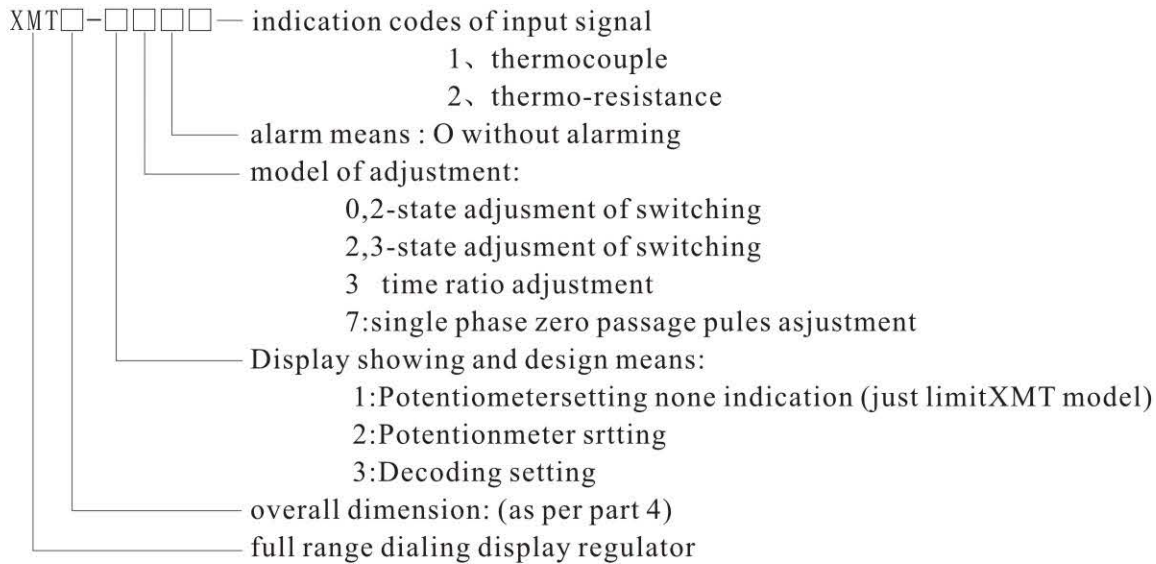 XMT□-□□□□ indication codes of input signal
1、thermocouple
2、thermo-resistance
alarm means : O without alarming
model of adjustment:
0,2-state adjusment of switching
2,3-state adjusment of switching
3 time ratio adjustment
7:single phase zero passage pules asjustment
Display showing and design means:
1:Potentiometersetting none indication (just limitXMT model)
2:Potentionmeter srtting
3:Decoding setting
overall dimension: (as per part 4)
full range dialing display regulator